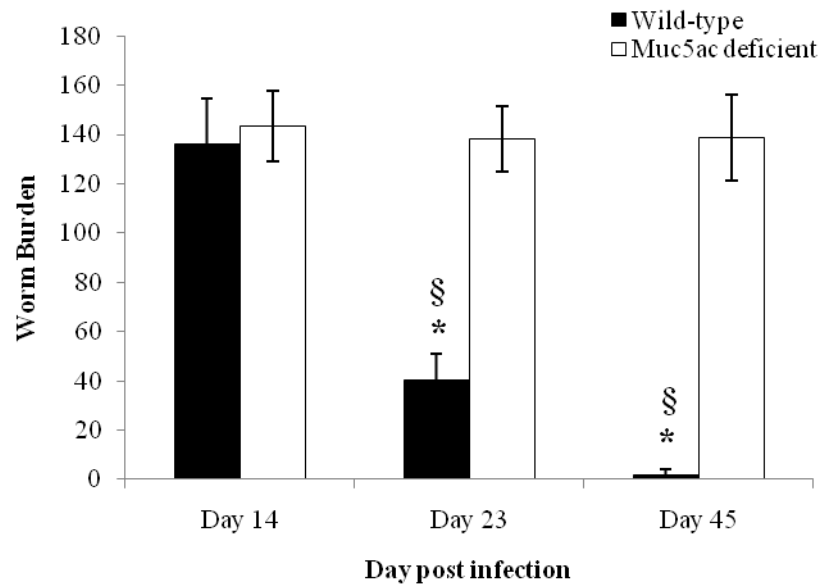 Wild-type
Muc5ac deficient
180
160
140
120
100
80
60
40
20
0
Worm Burden
§
*
§
*
Day 14 Day 23 Day 45
Day post infection